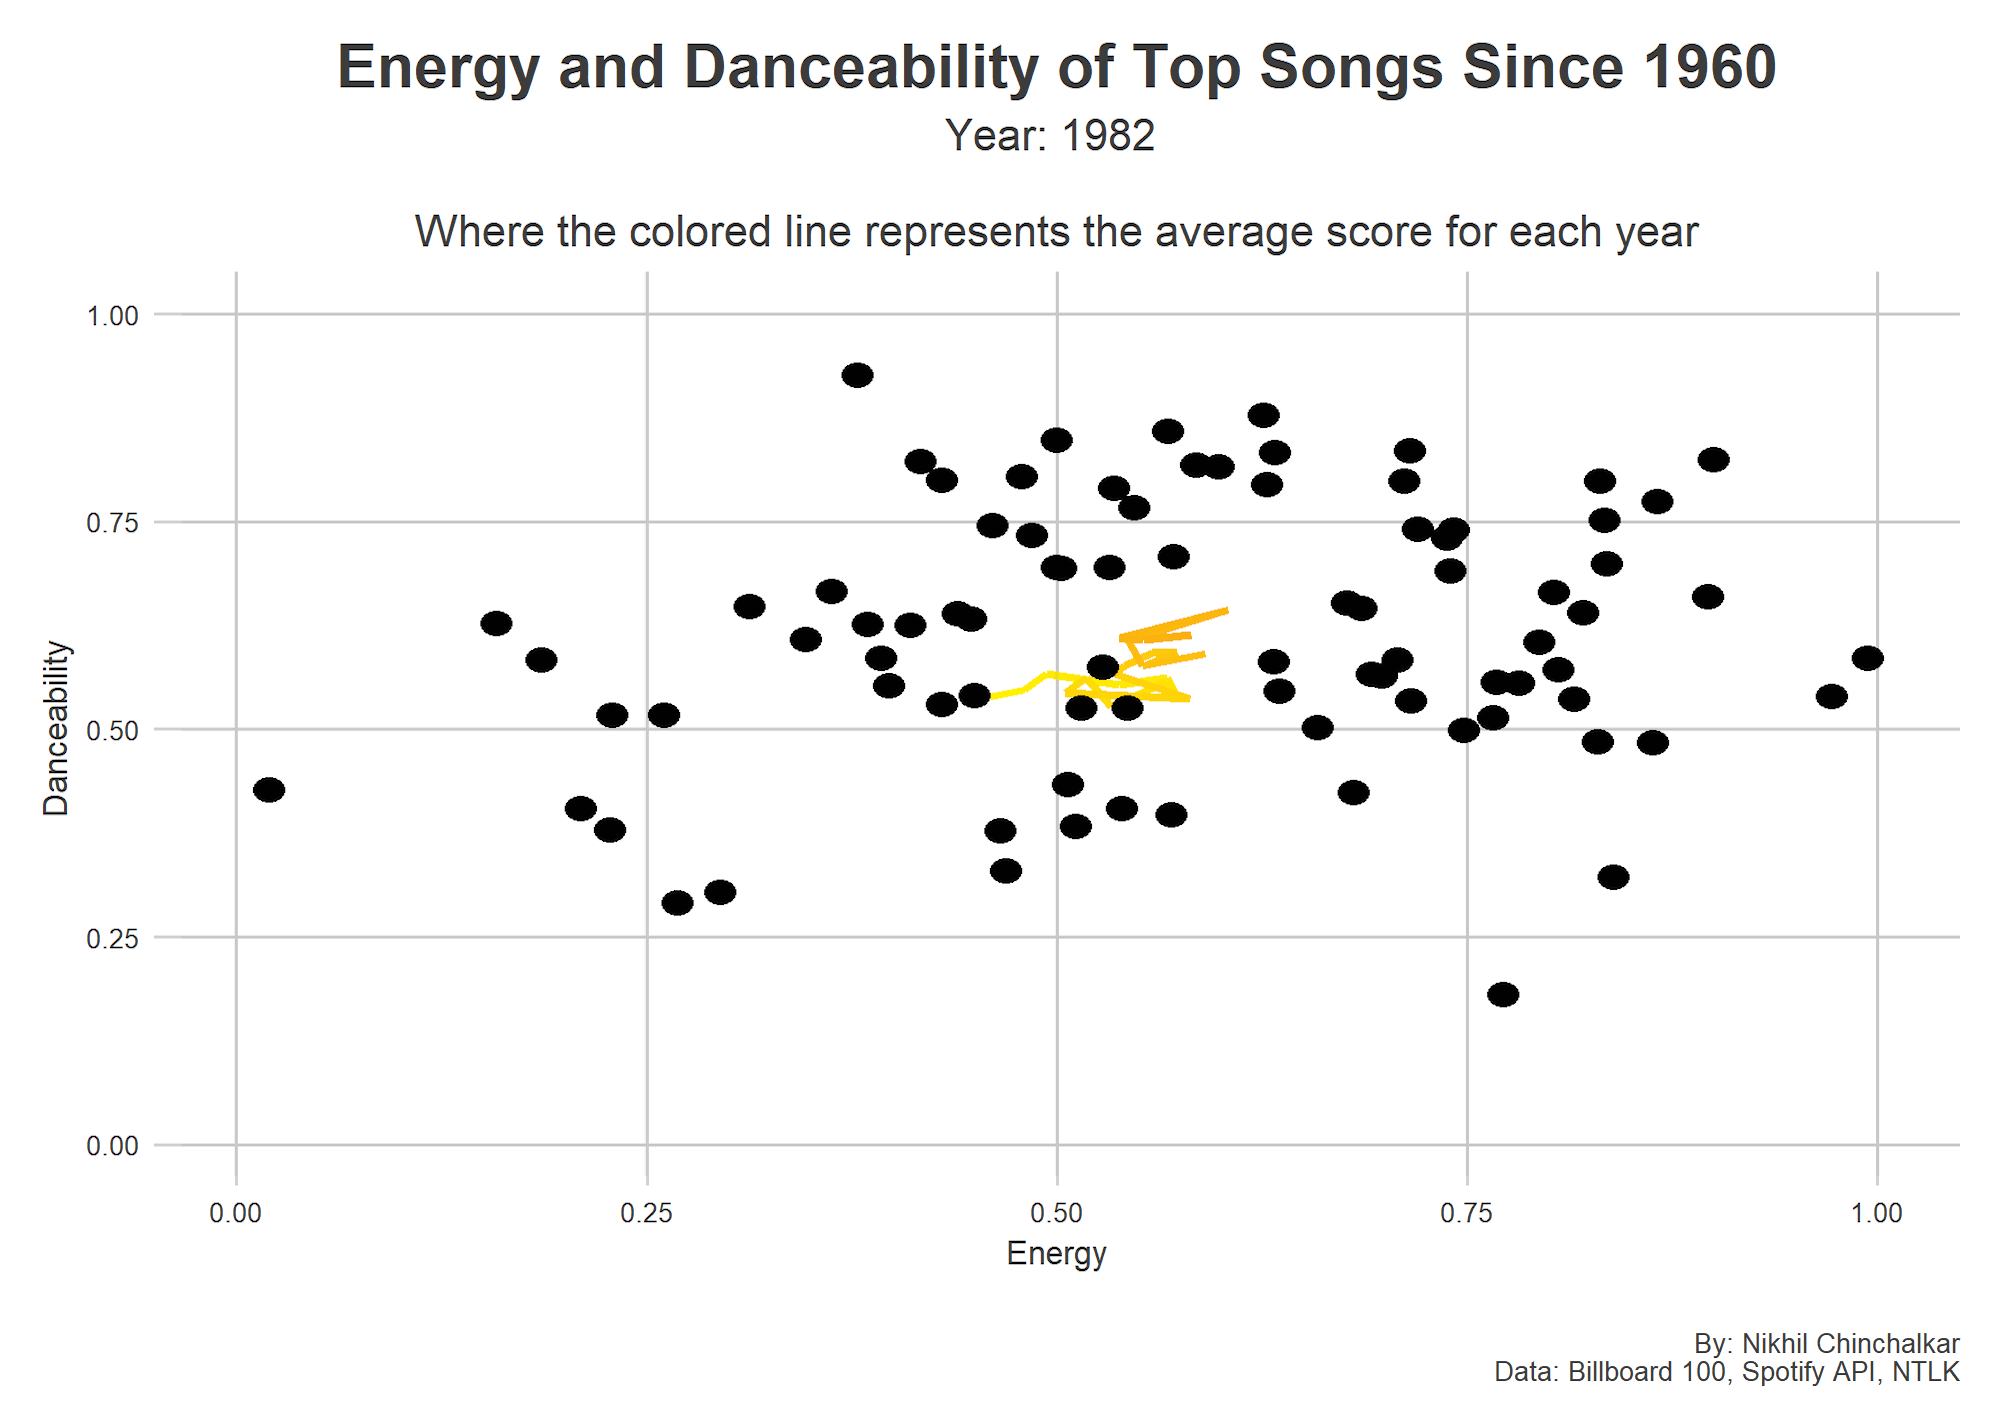 Energy and Danceability of Top Songs Since 1960
Year: 1982
Where the colored line represents the average score for each year
1.00
0.75
0.50
0.25
0.00
Danceability
0.00 0.25 0.50 0.75 1.00
Energy
By: Nikhil Chinchalkar
Data: Billboard 100, Spotify API, NTLK